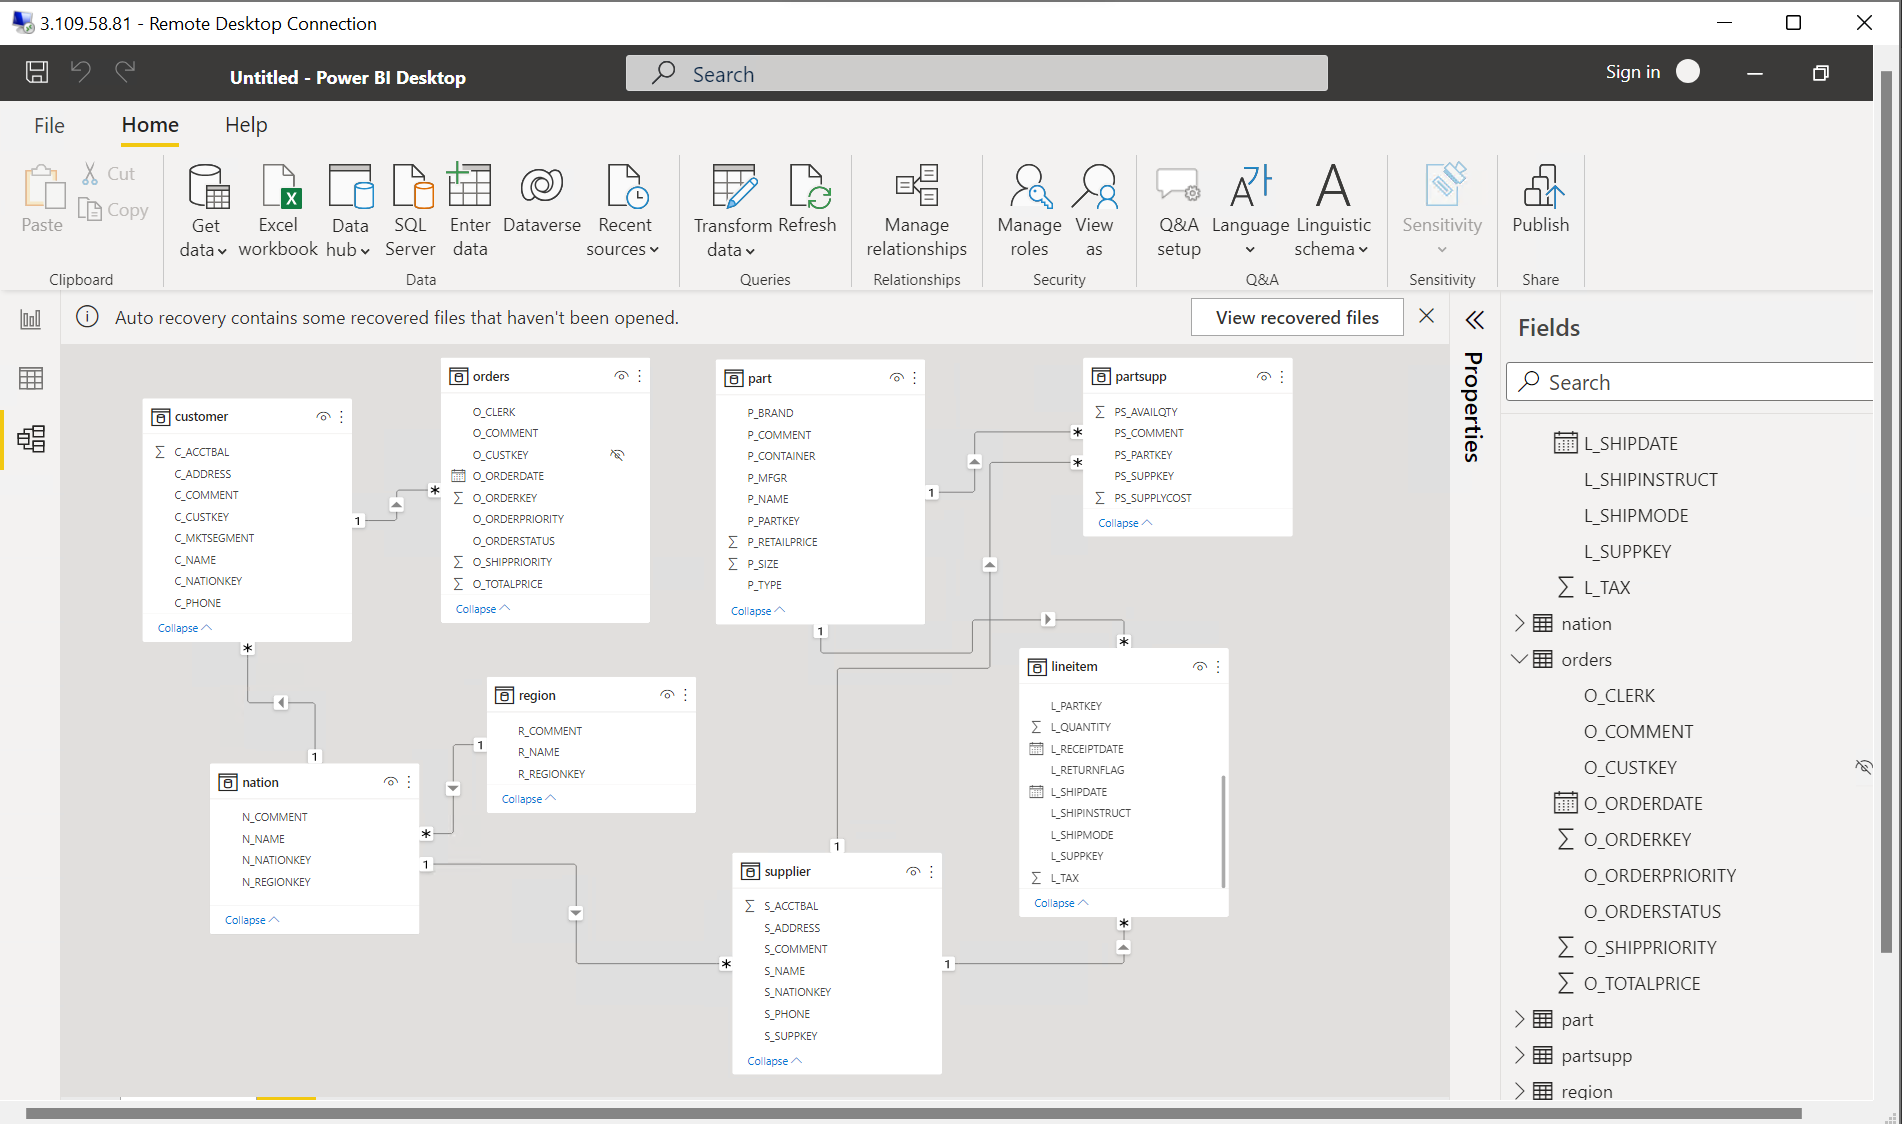 3.109.58.81 - Remote Desktop Connection
Untitled - Power BI Desktop
Search
Sign in
File
Home
Help
Paste
Cut
Copy
Clipboard
Get data
Excel workbook
Data hub
SQL Server
Enter data
Dataverse
Recent sources
Data
Transform data
Refresh
Queries
Manage relationships
Relationships
Manage roles
View as
Security
Q&A setup
Language
Linguistic schema
Q&A
Sensitivity
Sensitivity
Publish
Share
Auto recovery contains some recovered files that haven't been opened.
View recovered files
customer
C_ACCTBAL
C_ADDRESS
C_COMMENT
C_CUSTKEY
C_MKTSEGMENT
C_NAME
C_NATIONKEY
C_PHONE
Collapse
1
*
orders
O_CLERK
O_COMMENT
O_CUSTKEY
O_ORDERDATE
O_ORDERKEY
O_ORDERPRIORITY
O_ORDERSTATUS
O_SHIPPRIORITY
O_TOTALPRICE
Collapse
*
part
P_BRAND
P_COMMENT
P_CONTAINER
P_MFGR
P_NAME
P_PARTKEY
P_RETAILPRICE
P_SIZE
P_TYPE
Collapse
1
1
partsupp
PS_AVAILQTY
PS_COMMENT
PS_PARTKEY
PS_SUPPKEY
PS_SUPPLYCOST
Collapse
*
*
region
R_COMMENT
R_NAME
R_REGIONKEY
Collapse
1
nation
N_COMMENT
N_NAME
N_NATIONKEY
N_REGIONKEY
Collapse
1
*
1
lineitem
L_PARTKEY
L_QUANTITY
L_RECEIPTDATE
L_RETURNFLAG
L_SHIPDATE
L_SHIPINSTRUCT
L_SHIPMODE
L_SUPPKEY
L_TAX
Collapse
*
*
supplier
S_ACCTBAL
S_ADDRESS
S_COMMENT
S_NAME
S_NATIONKEY
S_PHONE
S_SUPPKEY
Collapse
1
*
1
Properties
Fields
Search
L_SHIPDATE
L_SHIPINSTRUCT
L_SHIPMODE
L_SUPPKEY
L_TAX
nation
orders
O_CLERK
O_COMMENT
O_CUSTKEY
O_ORDERDATE
O_ORDERKEY
O_ORDERPRIORITY
O_ORDERSTATUS
O_SHIPPRIORITY
O_TOTALPRICE
part
partsupp
region